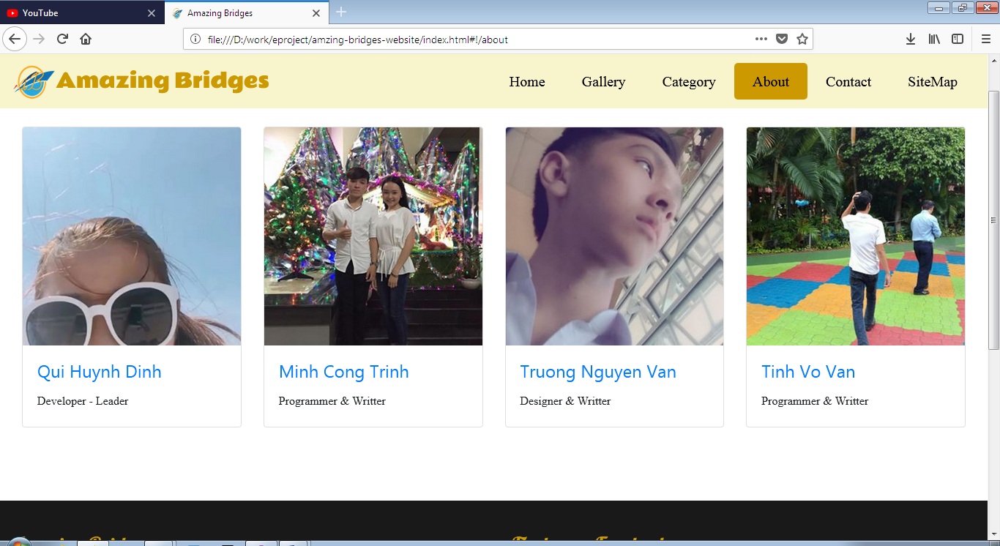 YouTube
Amazing Bridges
file:///D:/work/eproject/amzing-bridges-website/index.html#!/about
Amazing Bridges
Home
Gallery
Category
About
Contact
SiteMap
Qui Huynh Dinh
Minh Cong Trinh
Truong Nguyen Van
Tinh Vo Van
Developer - Leader
Programmer & Writter
Designer & Writter
Programmer & Writter